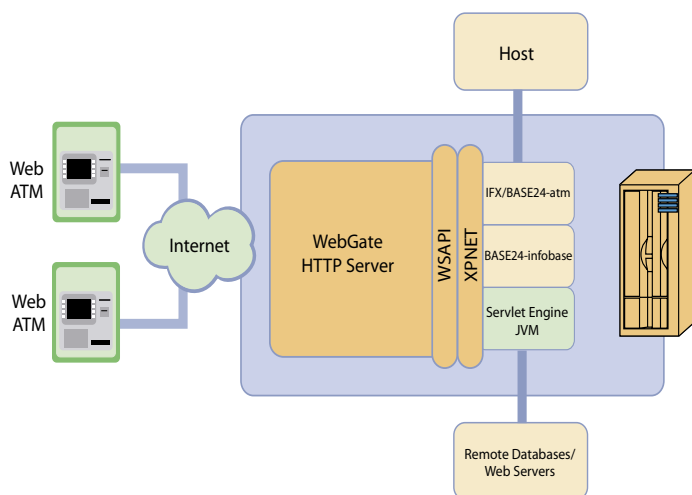 Host
Web
ATM
Internet
Web
ATM
WebGate
HTTP Server
WSAPI
XPNET
IFX/BASE24-atm
BASE24-infobase
Servlet Engine
JVM
Remote Databases/
Web Servers